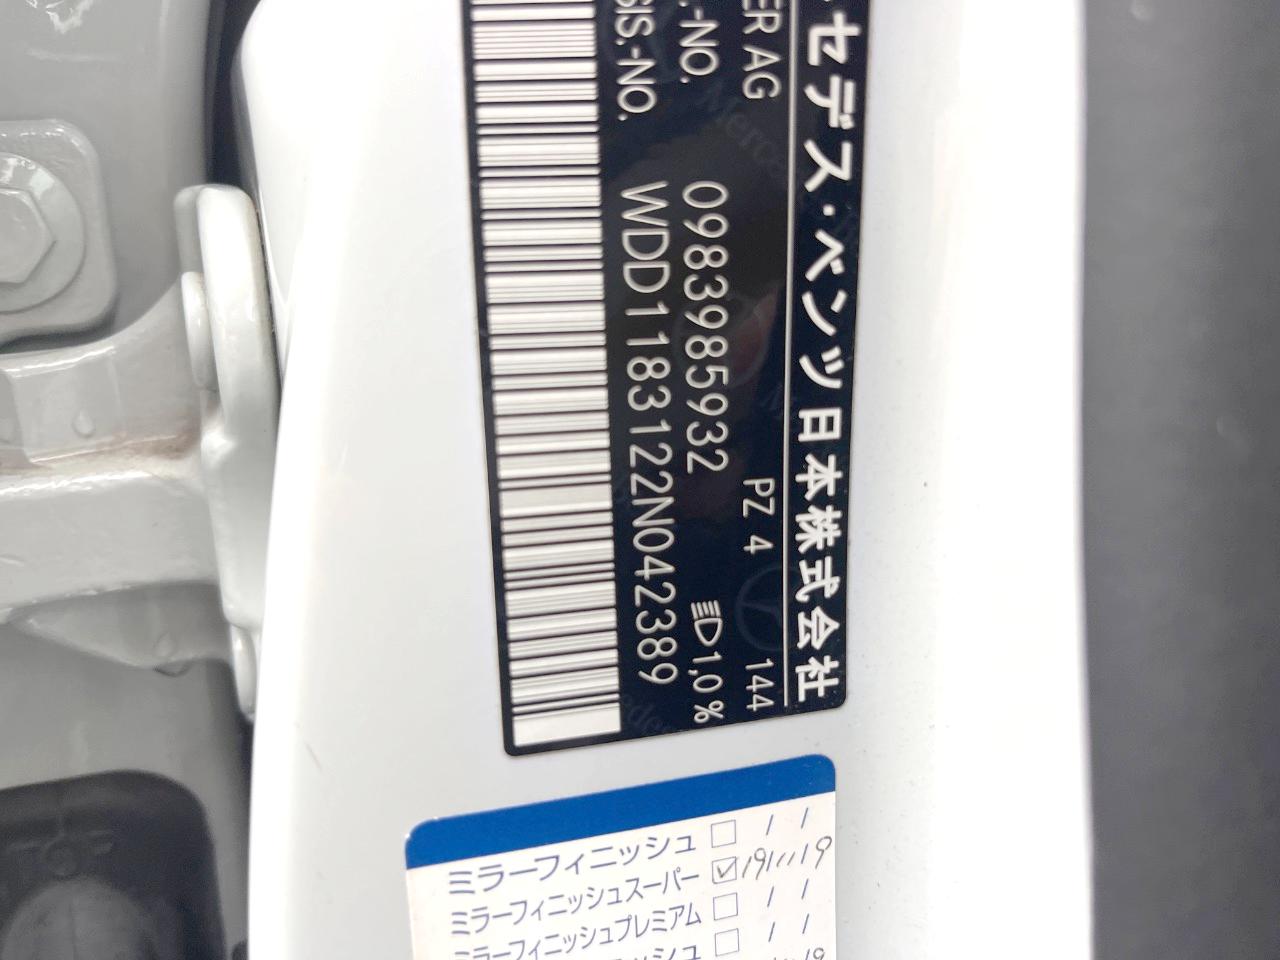 セデス・ベンツ日本株式会社
ER AG PZ 4 144
.-NO. 0983985932 1,0 %
SIS.-NO. WDD1183122N042389
ミラーフィニッシュ □ / /
ミラーフィニッシュスーパー ☑ 19/11/19
ミラーフィニッシュプレミアム □ / /